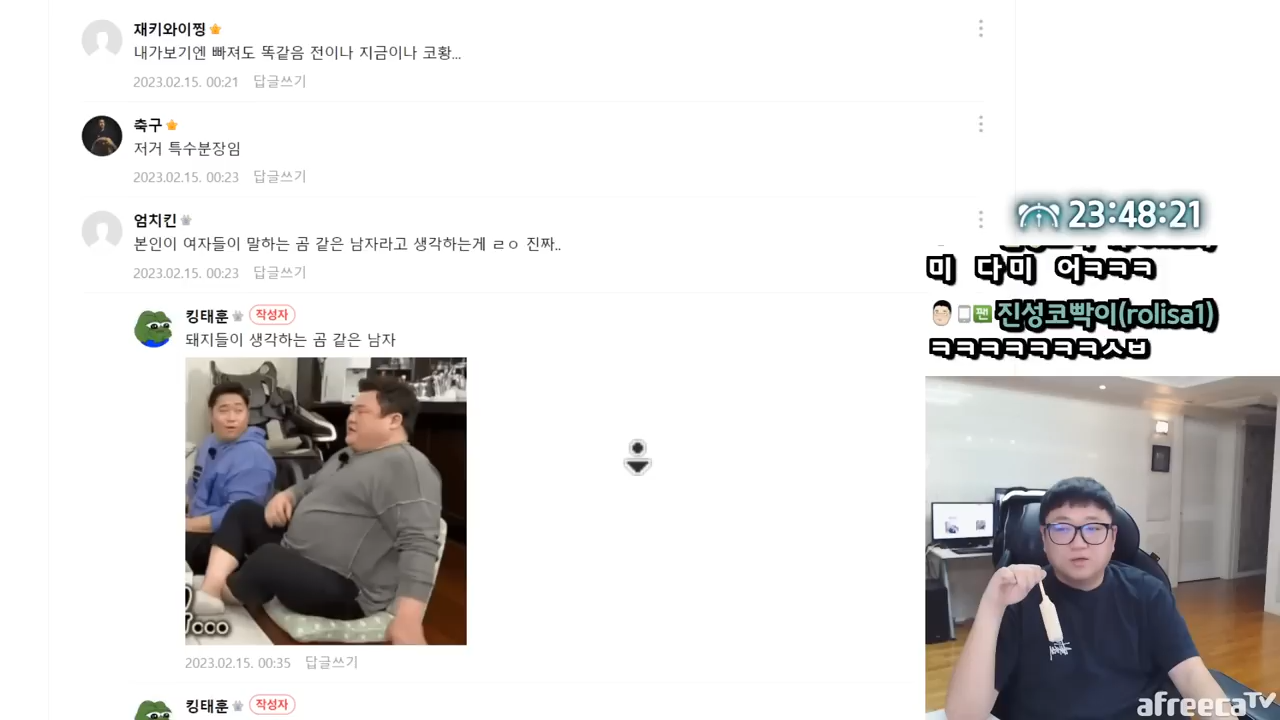 재키와이찡
내가보기엔 빠져도 똑같음 전이나 지금이나 코황...
2023.02.15. 00:21 답글쓰기
축구
저거 특수분장임
2023.02.15. 00:23 답글쓰기
엄치킨
본인이 여자들이 말하는 곰 같은 남자라고 생각하는게 ㄹㅇ 진짜..
2023.02.15. 00:23 답글쓰기
킹태훈 작성자
돼지들이 생각하는 곰 같은 남자
2023.02.15. 00:35 답글쓰기
킹태훈 작성자
23:48:21
미 다미 어ㅋㅋㅋ
팬 진성코빡이(rolisa1)
ㅋㅋㅋㅋㅋㅋㅋㅅㅂ
afreecaTV